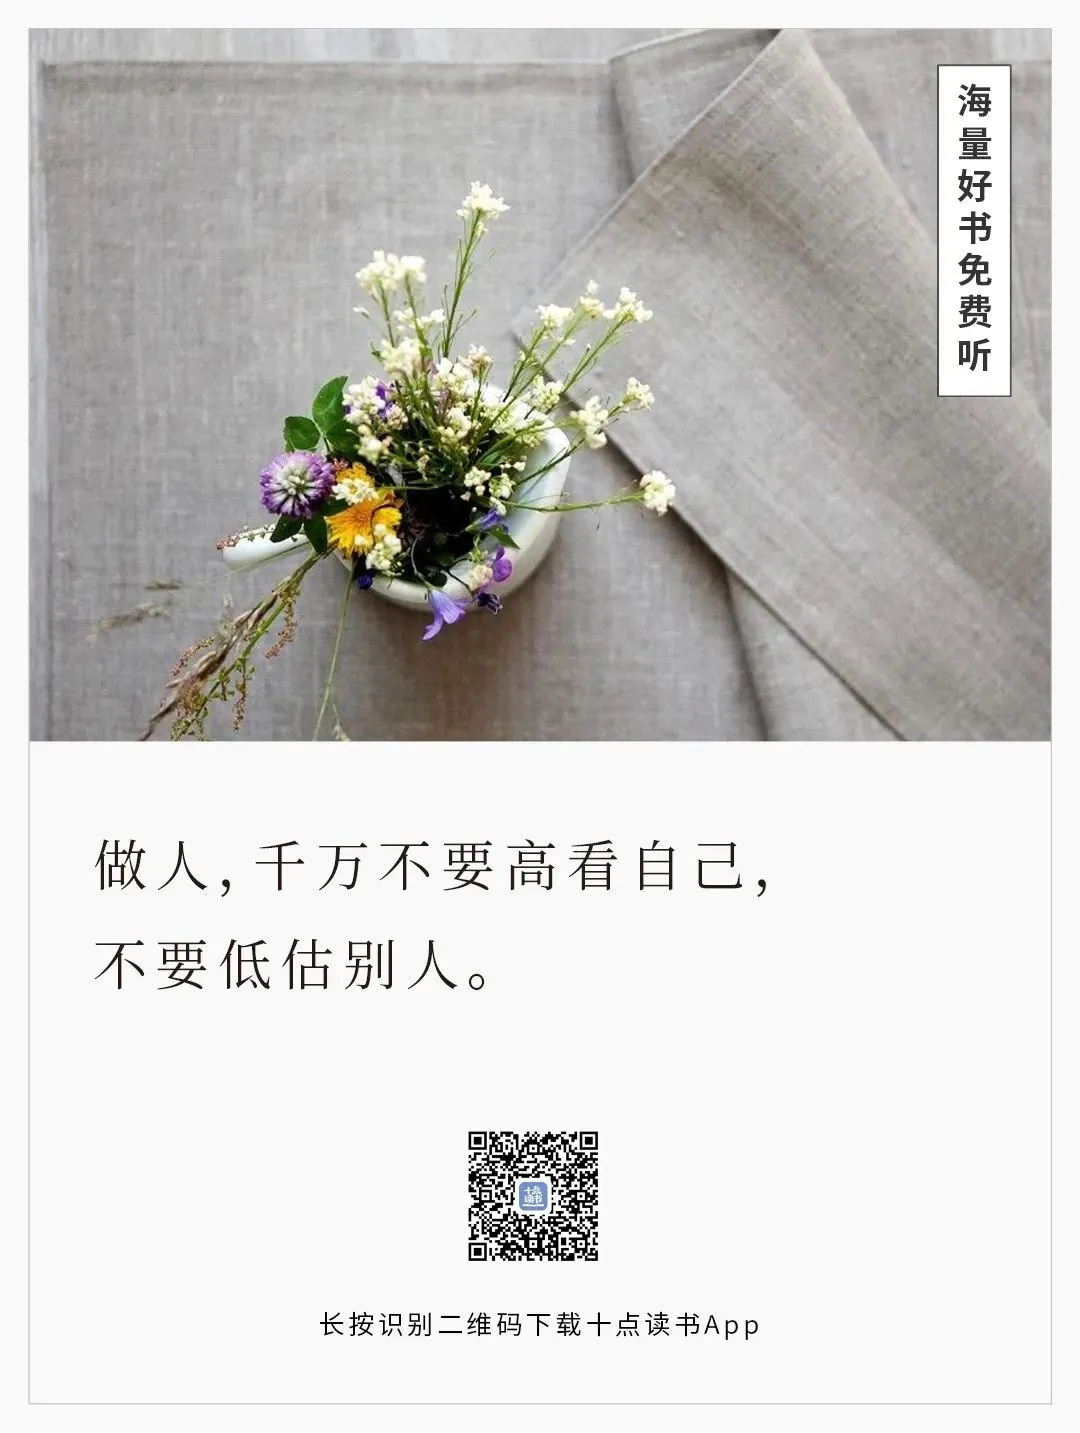 海量好书免费听
做人,千万不要高看自己,
不要低估别人。
十点
读书
长按识别二维码下载十点读书App